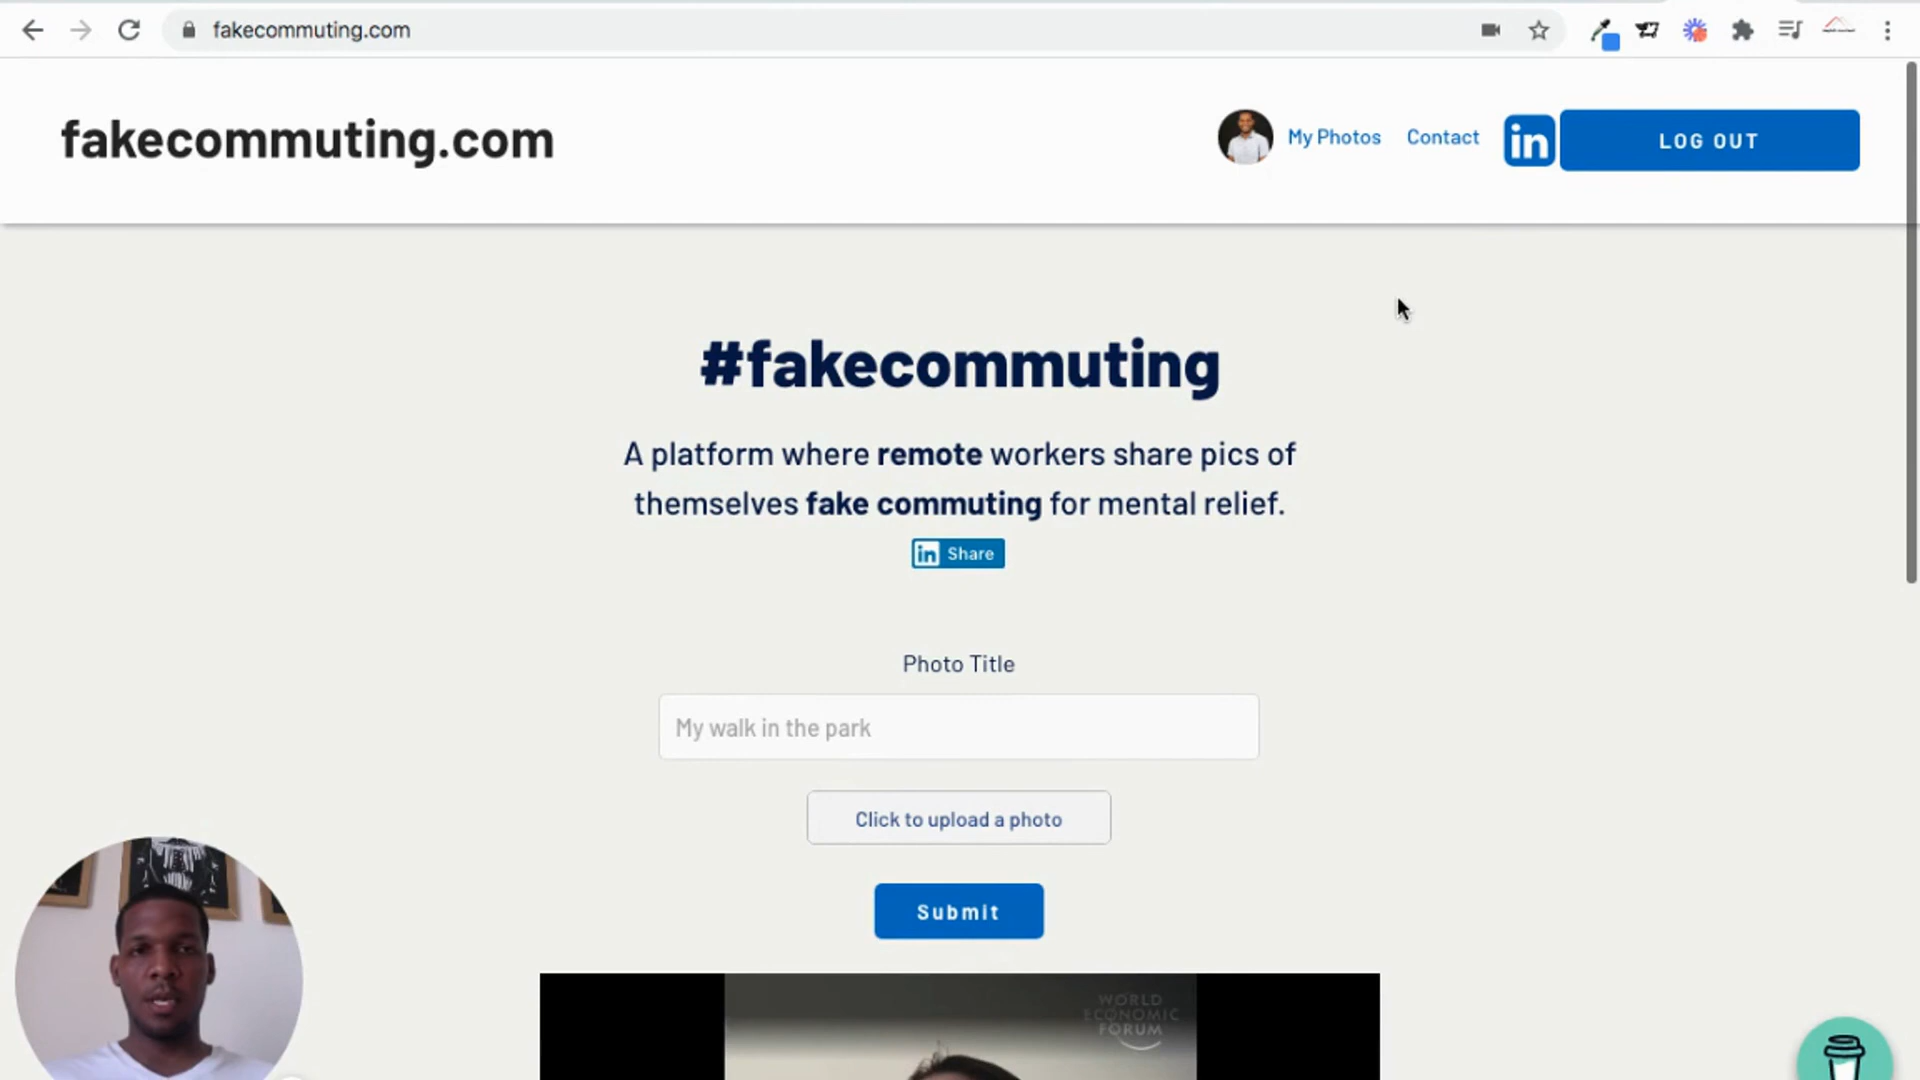 fakecommuting.com
fakecommuting.com
My Photos
Contact
in
LOG OUT
#fakecommuting
A platform where remote workers share pics of
themselves fake commuting for mental relief.
in Share
Photo Title
My walk in the park
Click to upload a photo
Submit
WORLD
ECONOMIC
FORUM